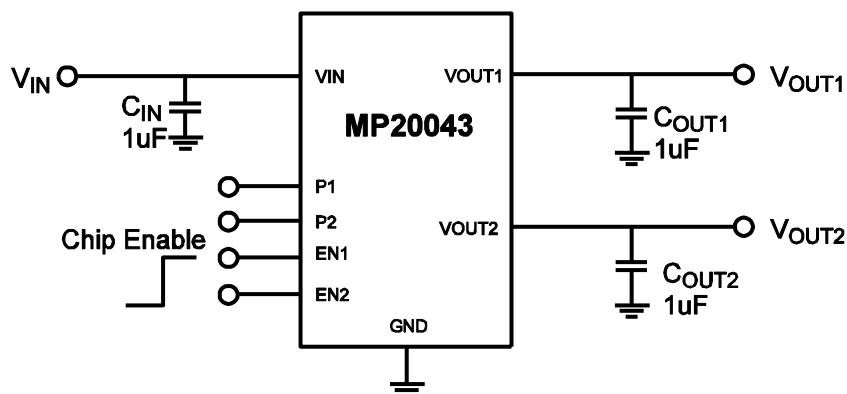 VIN
CIN
1uF
VIN
MP20043
P1
P2
EN1
EN2
Chip Enable
GND
VOUT1
VOUT2
COUT1
1uF
VOUT1
COUT2
1uF
VOUT2